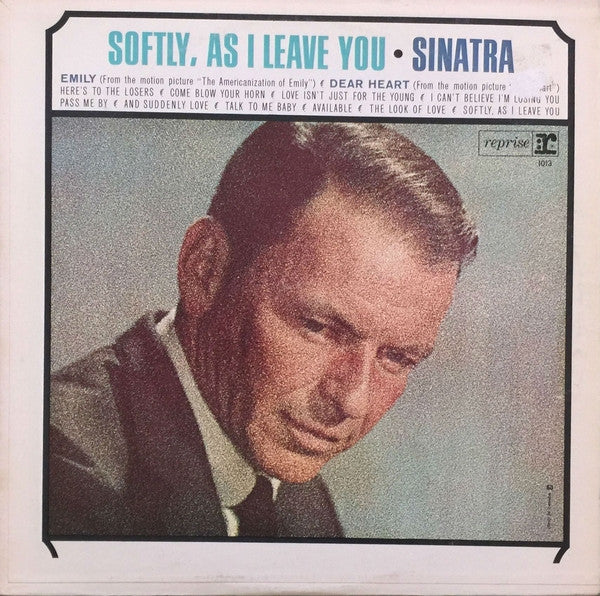 SOFTLY, AS I LEAVE YOU • SINATRA
EMILY (From the motion picture "The Americanization of Emily") DEAR HEART (From the motion picture
HERE'S TO THE LOSERS COME BLOW YOUR HORN LOVE ISN'T JUST FOR THE YOUNG I CAN'T BELIEVE I'M LOSING YOU
PASS ME BY AND SUDDENLY LOVE TALK TO ME BABY AVAILABLE THE LOOK OF LOVE SOFTLY, AS I LEAVE YOU
reprise r:
1013